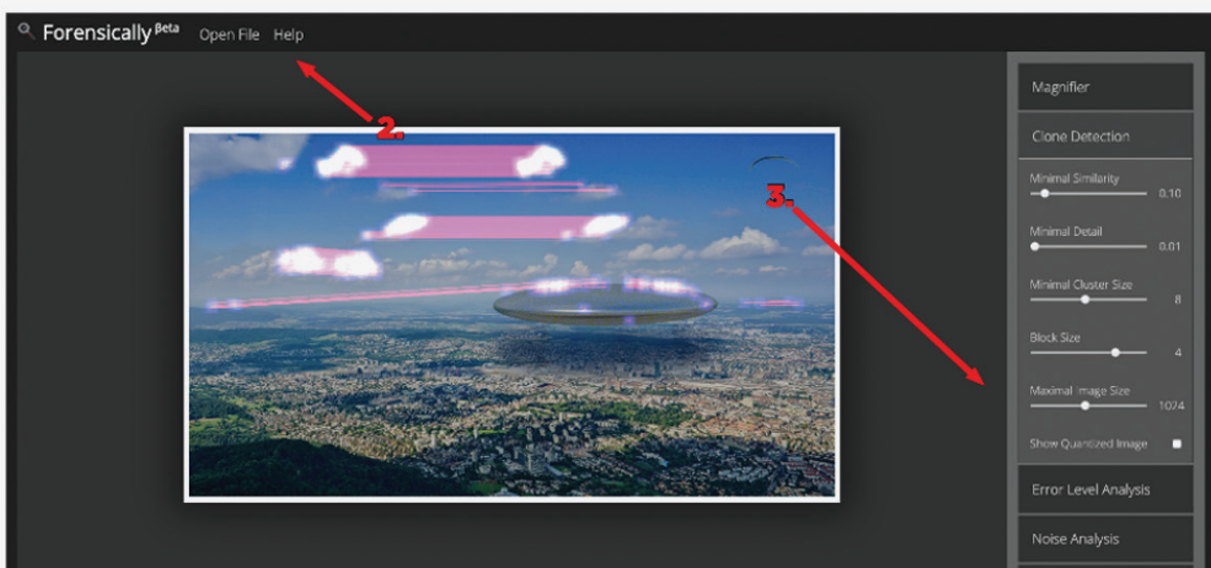 Forensically Beta Open File Help
2.
3.
Magnifier
Clone Detection
Minimal Similarity
0.10
Minimal Detail
0.01
Minimal Cluster Size
8
Block Size
4
Maximal Image Size
1024
Show Quantized Image
Error Level Analysis
Noise Analysis